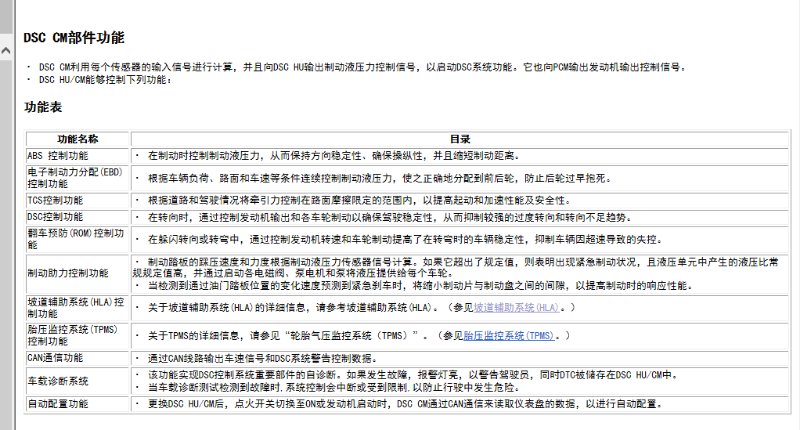 DSC CM部件功能
· DSC CM利用每个传感器的输入信号进行计算，并且向DSC HU输出制动液压力控制信号，以启动DSC系统功能。它也向PCM输出发动机输出控制信号。
· DSC HU/CM能够控制下列功能：
功能表
功能名称 目录
ABS 控制功能 · 在制动时控制制动液压力，从而保持方向稳定性、确保操纵性，并且缩短制动距离。
电子制动力分配(EBD)
控制功能 · 根据车辆负荷、路面和车速等条件连续控制制动液压力，使之正确地分配到前后轮，防止后轮过早抱死。
TCS控制功能 · 根据道路和驾驶情况将牵引力控制在路面摩擦限定的范围内，以提高起动和加速性能及安全性。
DSC控制功能 · 在转向时，通过控制发动机输出和各车轮制动以确保驾驶稳定性，从而抑制较强的过度转向和转向不足趋势。
翻车预防(ROM)控制功
能 · 在躲闪转向或转弯中，通过控制发动机转速和车轮制动提高了在转弯时的车辆稳定性，抑制车辆因超速导致的失控。
制动助力控制功能 · 制动踏板的踩压速度和力度根据制动液压力传感器信号计算。如果它超出了规定值，则表明出现紧急制动状况，且液压单元中产生的液压比常
规规定值高，并通过启动各电磁阀、泵电机和泵将液压提供给每个车轮。
· 当检测到通过油门踏板位置的变化速度预测到紧急刹车时，将缩小制动片与制动盘之间的间隙，以提高制动时的响应性能。
坡道辅助系统(HLA)控
制功能 · 关于坡道辅助系统(HLA)的详细信息，请参考坡道辅助系统(HLA)。（参见坡道辅助系统(HLA)。）
胎压监控系统(TPMS)
控制功能 · 关于TPMS的详细信息，请参见“轮胎气压监控系统（TPMS）”。（参见胎压监控系统(TPMS)。）
CAN通信功能 · 通过CAN线路输出车速信号和DSC系统警告控制数据。
车载诊断系统 · 该功能实现DSC控制系统重要部件的自诊断。如果发生故障，报警灯亮，以警告驾驶员，同时DTC被储存在DSC HU/CM中。
· 当车载诊断测试检测到故障时,系统控制会中断或受到限制,以防止行驶中发生危险。
自动配置功能 · 更换DSC HU/CM后，点火开关切换至ON或发动机启动时，DSC CM通过CAN通信来读取仪表盘的数据，以进行自动配置。